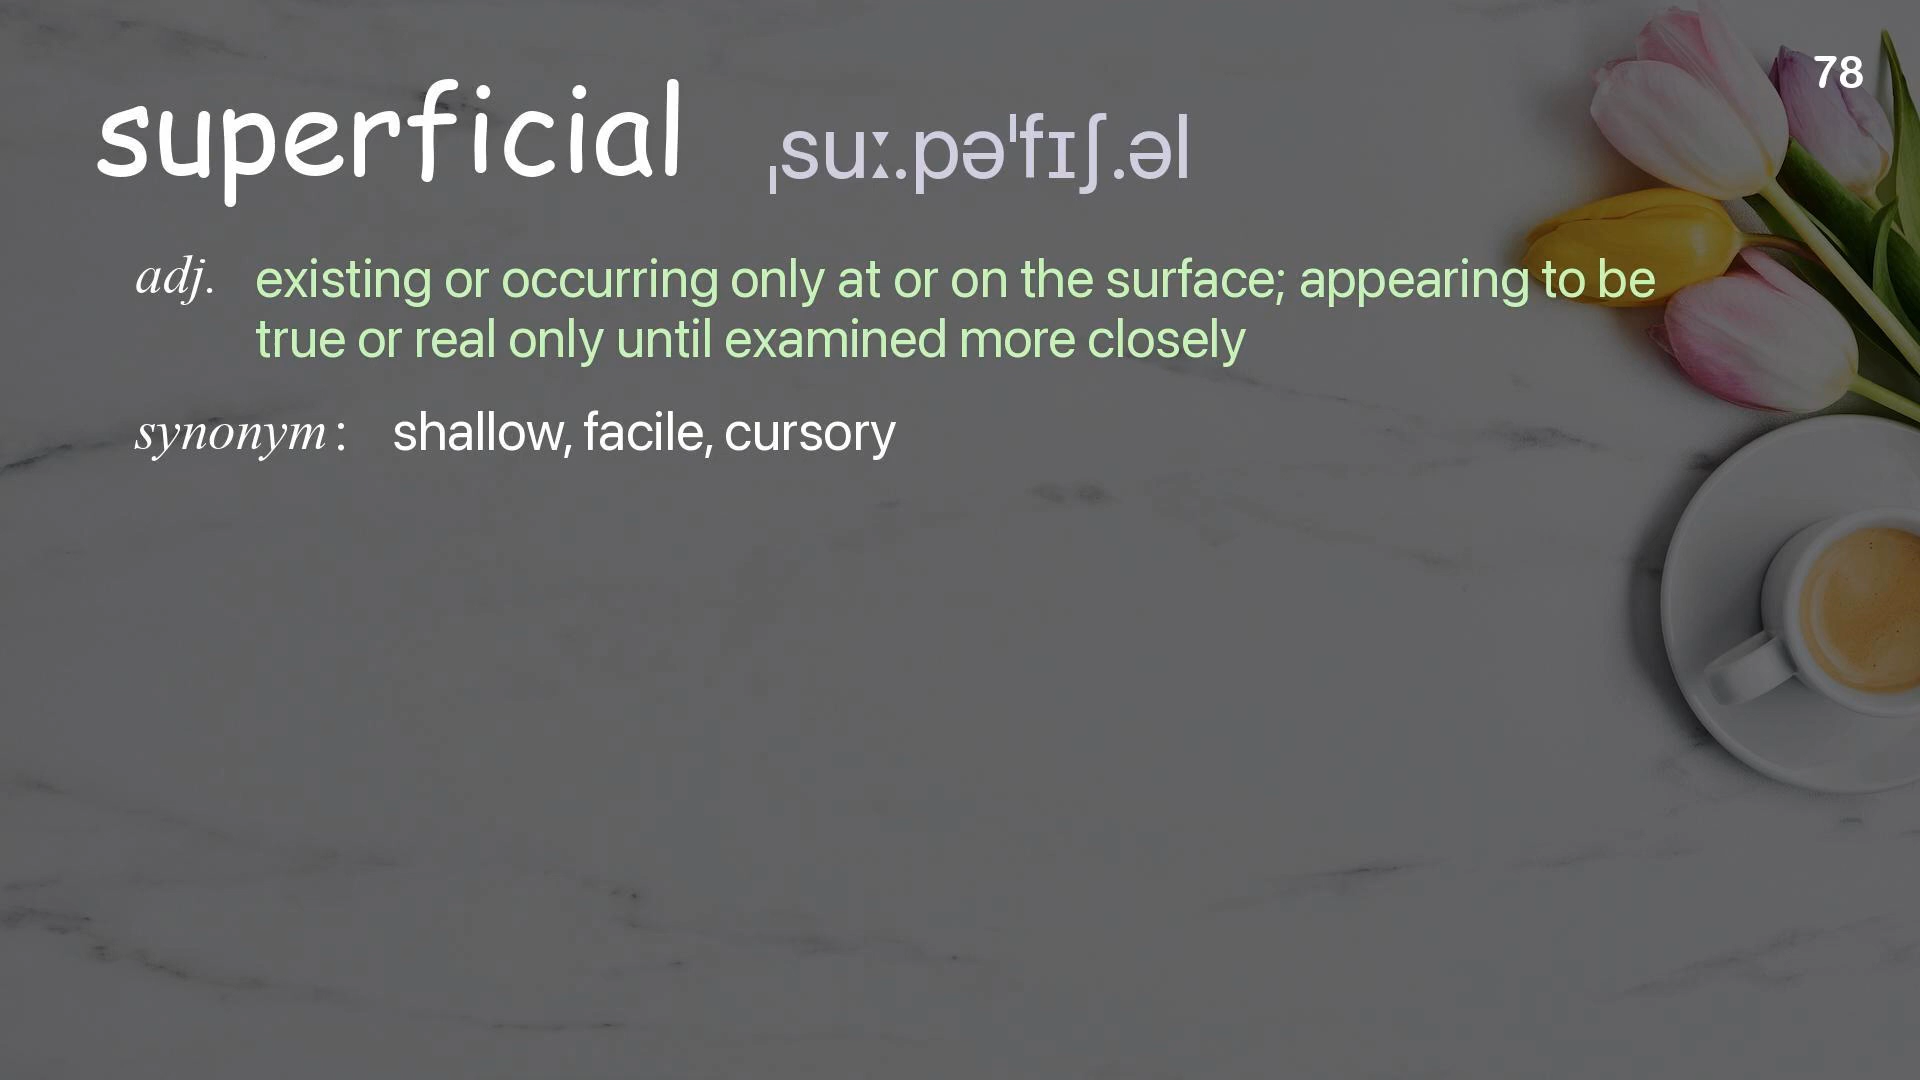 78
superficial ˌsuː.pəˈfɪʃ.əl
adj. existing or occurring only at or on the surface; appearing to be
true or real only until examined more closely
synonym : shallow, facile, cursory